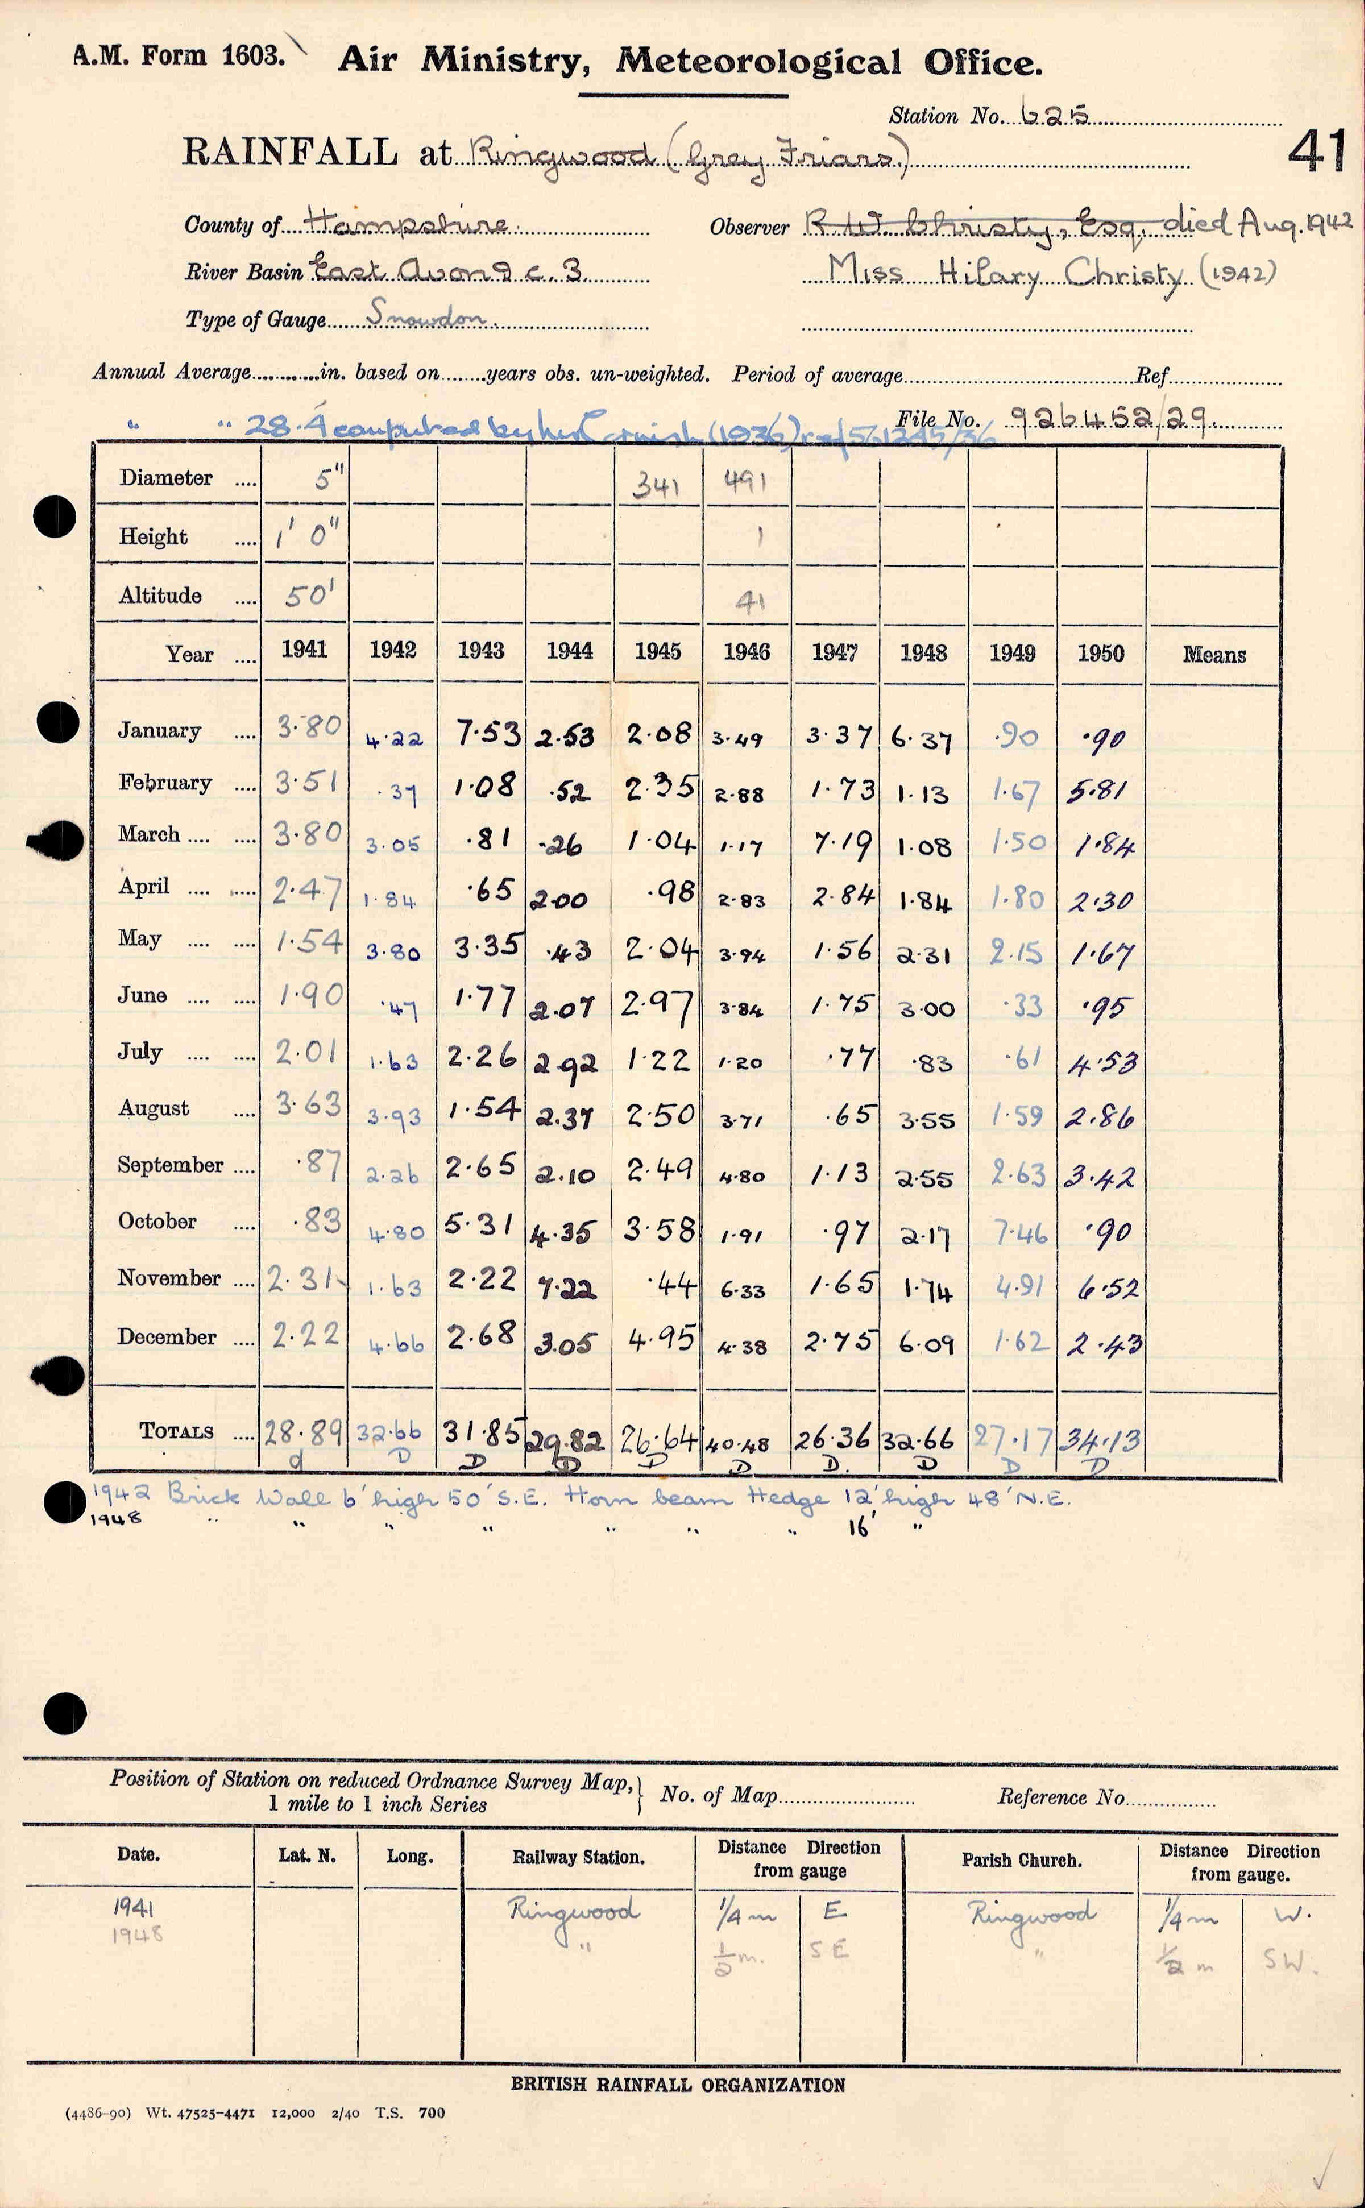 A.M. Form 1603. Air Ministry, Meteorological Office.
Station No. 625
41
RAINFALL at Ringwood (Grey Friars.)
County of Hampshire. Observer R W Christy, Esq. died Aug. 1942
River Basin East Avon 9 c. 3 Miss Hilary Christy (1942)
Type of Gauge Snowdon.
Annual Average in. based on years obs. un-weighted. Period of average Ref
" " 28.4 computed by (1936) ref 561245/36 File No. 926452/29.
Diameter 5" 341 491
Height 1' 0" 1
Altitude 50' 41
Year 1941 1942 1943 1944 1945 1946 1947 1948 1949 1950 Means
January 3.80 4.22 7.53 2.53 2.08 3.49 3.37 6.37 .90 .90
February 3.51 .37 1.08 .52 2.35 2.88 1.73 1.13 1.67 5.81
March 3.80 3.05 .81 .26 1.04 1.17 7.19 1.08 1.50 1.84
April 2.47 1.84 .65 2.00 .98 2.83 2.84 1.84 1.80 2.30
May 1.54 3.80 3.35 .43 2.04 3.94 1.56 2.31 2.15 1.67
June 1.90 .47 1.77 2.07 2.97 3.84 1.75 3.00 .33 .95
July 2.01 1.63 2.26 2.92 1.22 1.20 .77 .83 .61 4.53
August 3.63 3.93 1.54 2.37 2.50 3.71 .65 3.55 1.59 2.86
September .87 2.26 2.65 2.10 2.49 4.80 1.13 2.55 2.63 3.42
October .83 4.80 5.31 4.35 3.58 1.91 .97 2.17 7.46 .90
November 2.31 1.63 2.22 7.22 .44 6.33 1.65 1.74 4.91 6.52
December 2.22 4.66 2.68 3.05 4.95 4.38 2.75 6.09 1.62 2.43
TOTALS 28.89 32.66 31.85 29.82 26.64 40.48 26.36 32.66 27.17 34.13
d D D D D D D D D D
1942 Brick Wall 6' high 50' S.E. Horn beam Hedge 12' high 48' N.E.
1948 " " " " " " " 16' "
Position of Station on reduced Ordnance Survey Map, } No. of Map Reference No
1 mile to 1 inch Series
Date. Lat. N. Long. Railway Station. Distance Direction from gauge Parish Church. Distance Direction from gauge.
1941 Ringwood 1/4 m E Ringwood 1/4 m W.
1948 " 1/2 m. S E " 1/2 m SW.
BRITISH RAINFALL ORGANIZATION
(4486-90) Wt. 47525-4471 12,000 2/40 T.S. 700